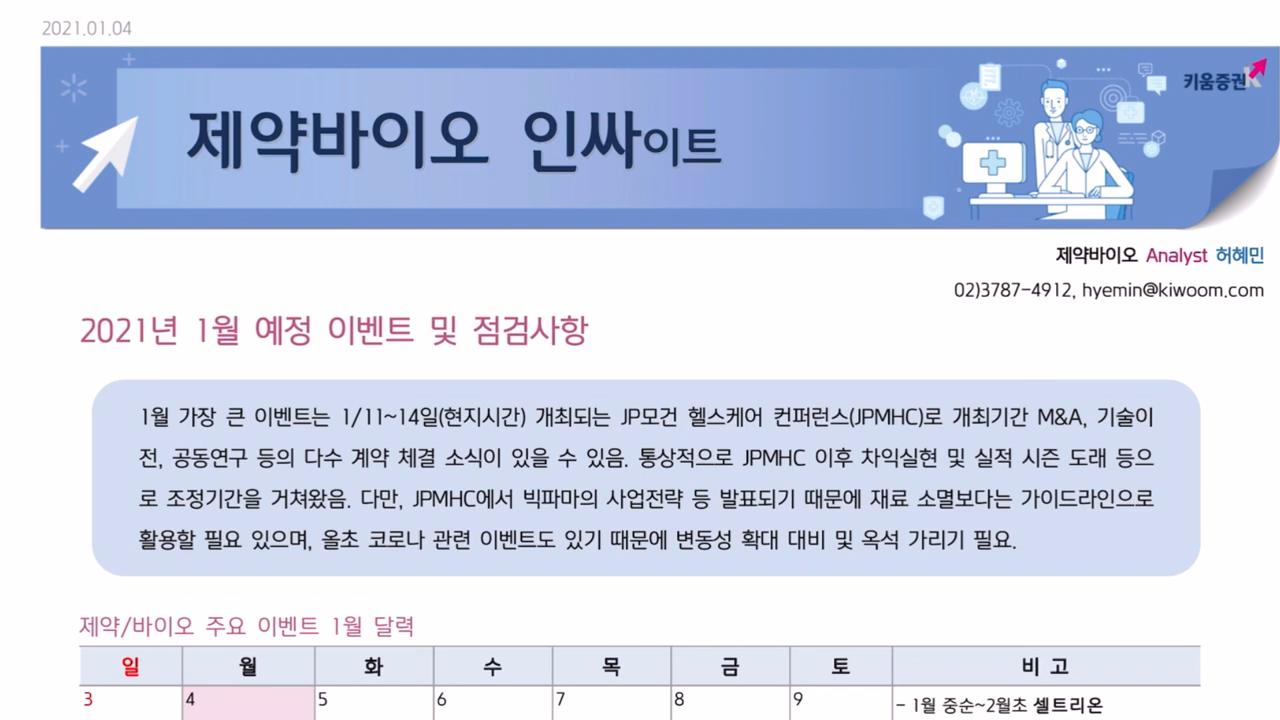 2021.01.04
제약바이오 인싸이트
키움증권
제약바이오 Analyst 허혜민
02)3787-4912, hyemin@kiwoom.com
2021년 1월 예정 이벤트 및 점검사항
1월 가장 큰 이벤트는 1/11~14일(현지시간) 개최되는 JP모건 헬스케어 컨퍼런스(JPMHC)로 개최기간 M&A, 기술이
전, 공동연구 등의 다수 계약 체결 소식이 있을 수 있음. 통상적으로 JPMHC 이후 차익실현 및 실적 시즌 도래 등으
로 조정기간을 거쳐왔음. 다만, JPMHC에서 빅파마의 사업전략 등 발표되기 때문에 재료 소멸보다는 가이드라인으로
활용할 필요 있으며, 올초 코로나 관련 이벤트도 있기 때문에 변동성 확대 대비 및 옥석 가리기 필요.
제약/바이오 주요 이벤트 1월 달력
일 월 화 수 목 금 토 비 고
3 4 5 6 7 8 9 - 1월 중순~2월초 셀트리온